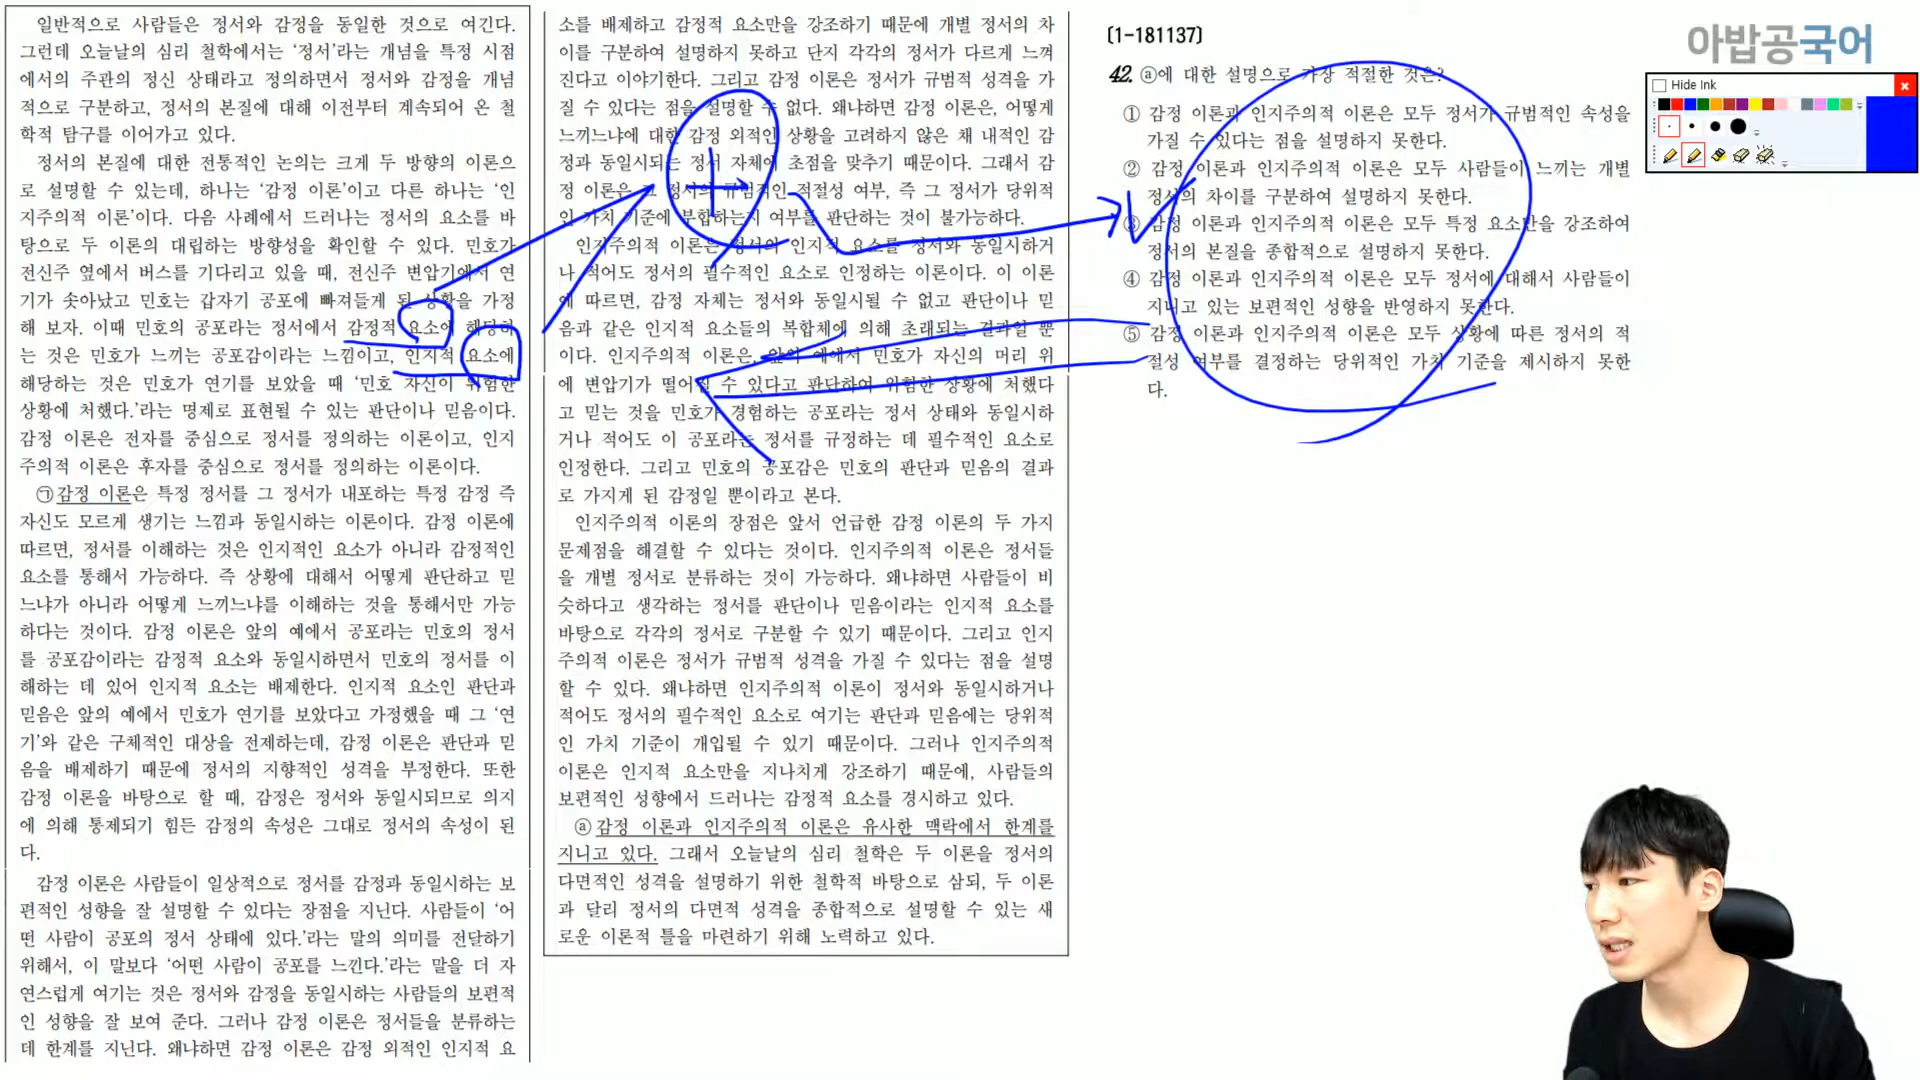 일반적으로 사람들은 정서와 감정을 동일한 것으로 여긴다.
그런데 오늘날의 심리 철학에서는 ‘정서’라는 개념을 특정 시점
에서의 주관의 정신 상태라고 정의하면서 정서와 감정을 개념
적으로 구분하고, 정서의 본질에 대해 이전부터 계속되어 온 철
학적 탐구를 이어가고 있다.
정서의 본질에 대한 전통적인 논의는 크게 두 방향의 이론으
로 설명할 수 있는데, 하나는 ‘감정 이론’이고 다른 하나는 ‘인
지주의적 이론’이다. 다음 사례에서 드러나는 정서의 요소를 바
탕으로 두 이론의 대립하는 방향성을 확인할 수 있다. 민호가
전신주 옆에서 버스를 기다리고 있을 때, 전신주 변압기에서 연
기가 솟아났고 민호는 갑자기 공포에 빠져들게 된 상황을 가정
해 보자. 이때 민호의 공포라는 정서에서 감정적 요소에 해당하
는 것은 민호가 느끼는 공포감이라는 느낌이고, 인지적 요소에
해당하는 것은 민호가 연기를 보았을 때 ‘민호 자신이 위험한
상황에 처했다.’라는 명제로 표현될 수 있는 판단이나 믿음이다.
감정 이론은 전자를 중심으로 정서를 정의하는 이론이고, 인지
주의적 이론은 후자를 중심으로 정서를 정의하는 이론이다.
㉠감정 이론은 특정 정서를 그 정서가 내포하는 특정 감정 즉
자신도 모르게 생기는 느낌과 동일시하는 이론이다. 감정 이론에
따르면, 정서를 이해하는 것은 인지적인 요소가 아니라 감정적인
요소를 통해서 가능하다. 즉 상황에 대해서 어떻게 판단하고 믿
느냐가 아니라 어떻게 느끼느냐를 이해하는 것을 통해서만 가능
하다는 것이다. 감정 이론은 앞의 예에서 공포라는 민호의 정서
를 공포감이라는 감정적 요소와 동일시하면서 민호의 정서를 이
해하는 데 있어 인지적 요소는 배제한다. 인지적 요소인 판단과
믿음은 앞의 예에서 민호가 연기를 보았다고 가정했을 때 그 ‘연
기’와 같은 구체적인 대상을 전제하는데, 감정 이론은 판단과 믿
음을 배제하기 때문에 정서의 지향적인 성격을 부정한다. 또한
감정 이론을 바탕으로 할 때, 감정은 정서와 동일시되므로 의지
에 의해 통제되기 힘든 감정의 속성은 그대로 정서의 속성이 된
다.
감정 이론은 사람들이 일상적으로 정서를 감정과 동일시하는 보
편적인 성향을 잘 설명할 수 있다는 장점을 지닌다. 사람들이 ‘어
떤 사람이 공포의 정서 상태에 있다.’라는 말의 의미를 전달하기
위해서, 이 말보다 ‘어떤 사람이 공포를 느낀다.’라는 말을 더 자
연스럽게 여기는 것은 정서와 감정을 동일시하는 사람들의 보편적
인 성향을 잘 보여 준다. 그러나 감정 이론은 정서들을 분류하는
데 한계를 지닌다. 왜냐하면 감정 이론은 감정 외적인 인지적 요
소를 배제하고 감정적 요소만을 강조하기 때문에 개별 정서의 차
이를 구분하여 설명하지 못하고 단지 각각의 정서가 다르게 느껴
진다고 이야기한다. 그리고 감정 이론은 정서가 규범적 성격을 가
질 수 있다는 점을 설명할 수 없다. 왜냐하면 감정 이론은, 어떻게
느끼느냐에 대한 감정 외적인 상황을 고려하지 않은 채 내적인 감
정과 동일시되는 정서 자체에 초점을 맞추기 때문이다. 그래서 감
정 이론은 그 정서의 규범적인 적절성 여부, 즉 그 정서가 당위적
인 가치 기준에 부합하는지 여부를 판단하는 것이 불가능하다.
인지주의적 이론은 정서의 인지적 요소를 정서와 동일시하거
나 적어도 정서의 필수적인 요소로 인정하는 이론이다. 이 이론
에 따르면, 감정 자체는 정서와 동일시될 수 없고 판단이나 믿
음과 같은 인지적 요소들의 복합체에 의해 초래되는 결과일 뿐
이다. 인지주의적 이론은, 앞의 예에서 민호가 자신의 머리 위
에 변압기가 떨어질 수 있다고 판단하여 위험한 상황에 처했다
고 믿는 것을 민호가 경험하는 공포라는 정서 상태와 동일시하
거나 적어도 이 공포라는 정서를 규정하는 데 필수적인 요소로
인정한다. 그리고 민호의 공포감은 민호의 판단과 믿음의 결과
로 가지게 된 감정일 뿐이라고 본다.
인지주의적 이론의 장점은 앞서 언급한 감정 이론의 두 가지
문제점을 해결할 수 있다는 것이다. 인지주의적 이론은 정서들
을 개별 정서로 분류하는 것이 가능하다. 왜냐하면 사람들이 비
슷하다고 생각하는 정서를 판단이나 믿음이라는 인지적 요소를
바탕으로 각각의 정서로 구분할 수 있기 때문이다. 그리고 인지
주의적 이론은 정서가 규범적 성격을 가질 수 있다는 점을 설명
할 수 있다. 왜냐하면 인지주의적 이론이 정서와 동일시하거나
적어도 정서의 필수적인 요소로 여기는 판단과 믿음에는 당위적
인 가치 기준이 개입될 수 있기 때문이다. 그러나 인지주의적
이론은 인지적 요소만을 지나치게 강조하기 때문에, 사람들의
보편적인 성향에서 드러나는 감정적 요소를 경시하고 있다.
ⓐ감정 이론과 인지주의적 이론은 유사한 맥락에서 한계를
지니고 있다. 그래서 오늘날의 심리 철학은 두 이론을 정서의
다면적인 성격을 설명하기 위한 철학적 바탕으로 삼되, 두 이론
과 달리 정서의 다면적 성격을 종합적으로 설명할 수 있는 새
로운 이론적 틀을 마련하기 위해 노력하고 있다.
[1-181137]
42. ⓐ에 대한 설명으로 가장 적절한 것은?
① 감정 이론과 인지주의적 이론은 모두 정서가 규범적인 속성을
가질 수 있다는 점을 설명하지 못한다.
② 감정 이론과 인지주의적 이론은 모두 사람들이 느끼는 개별
정서의 차이를 구분하여 설명하지 못한다.
③ 감정 이론과 인지주의적 이론은 모두 특정 요소만을 강조하여
정서의 본질을 종합적으로 설명하지 못한다.
④ 감정 이론과 인지주의적 이론은 모두 정서에 대해서 사람들이
지니고 있는 보편적인 성향을 반영하지 못한다.
⑤ 감정 이론과 인지주의적 이론은 모두 상황에 따른 정서의 적
절성 여부를 결정하는 당위적인 가치 기준을 제시하지 못한
다.
아밥공국어
Hide Ink